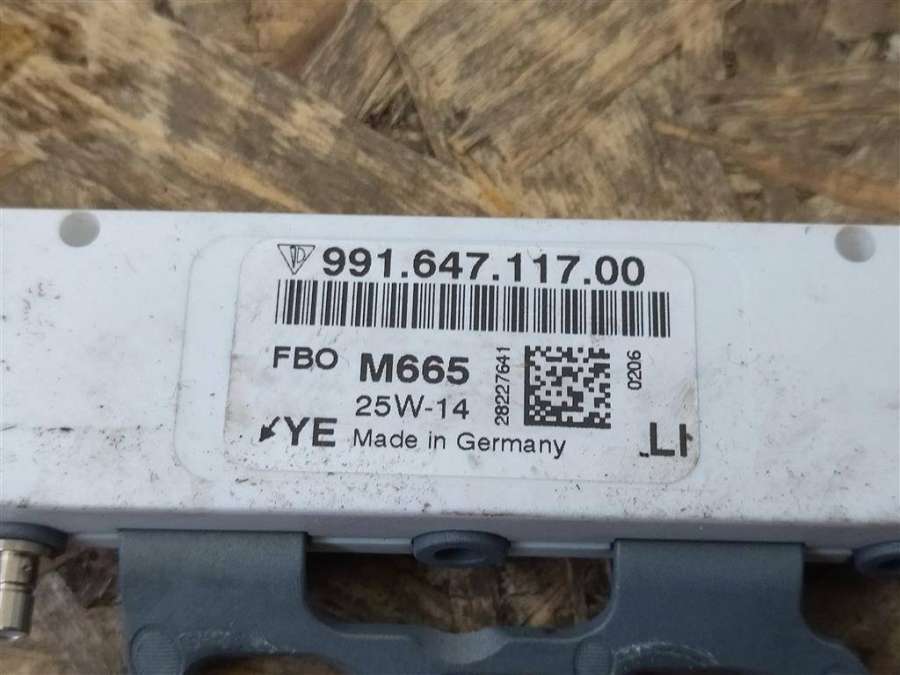 991.647.117.00
FBO M665
25W-14
YE Made in Germany
28227641
0206
LI